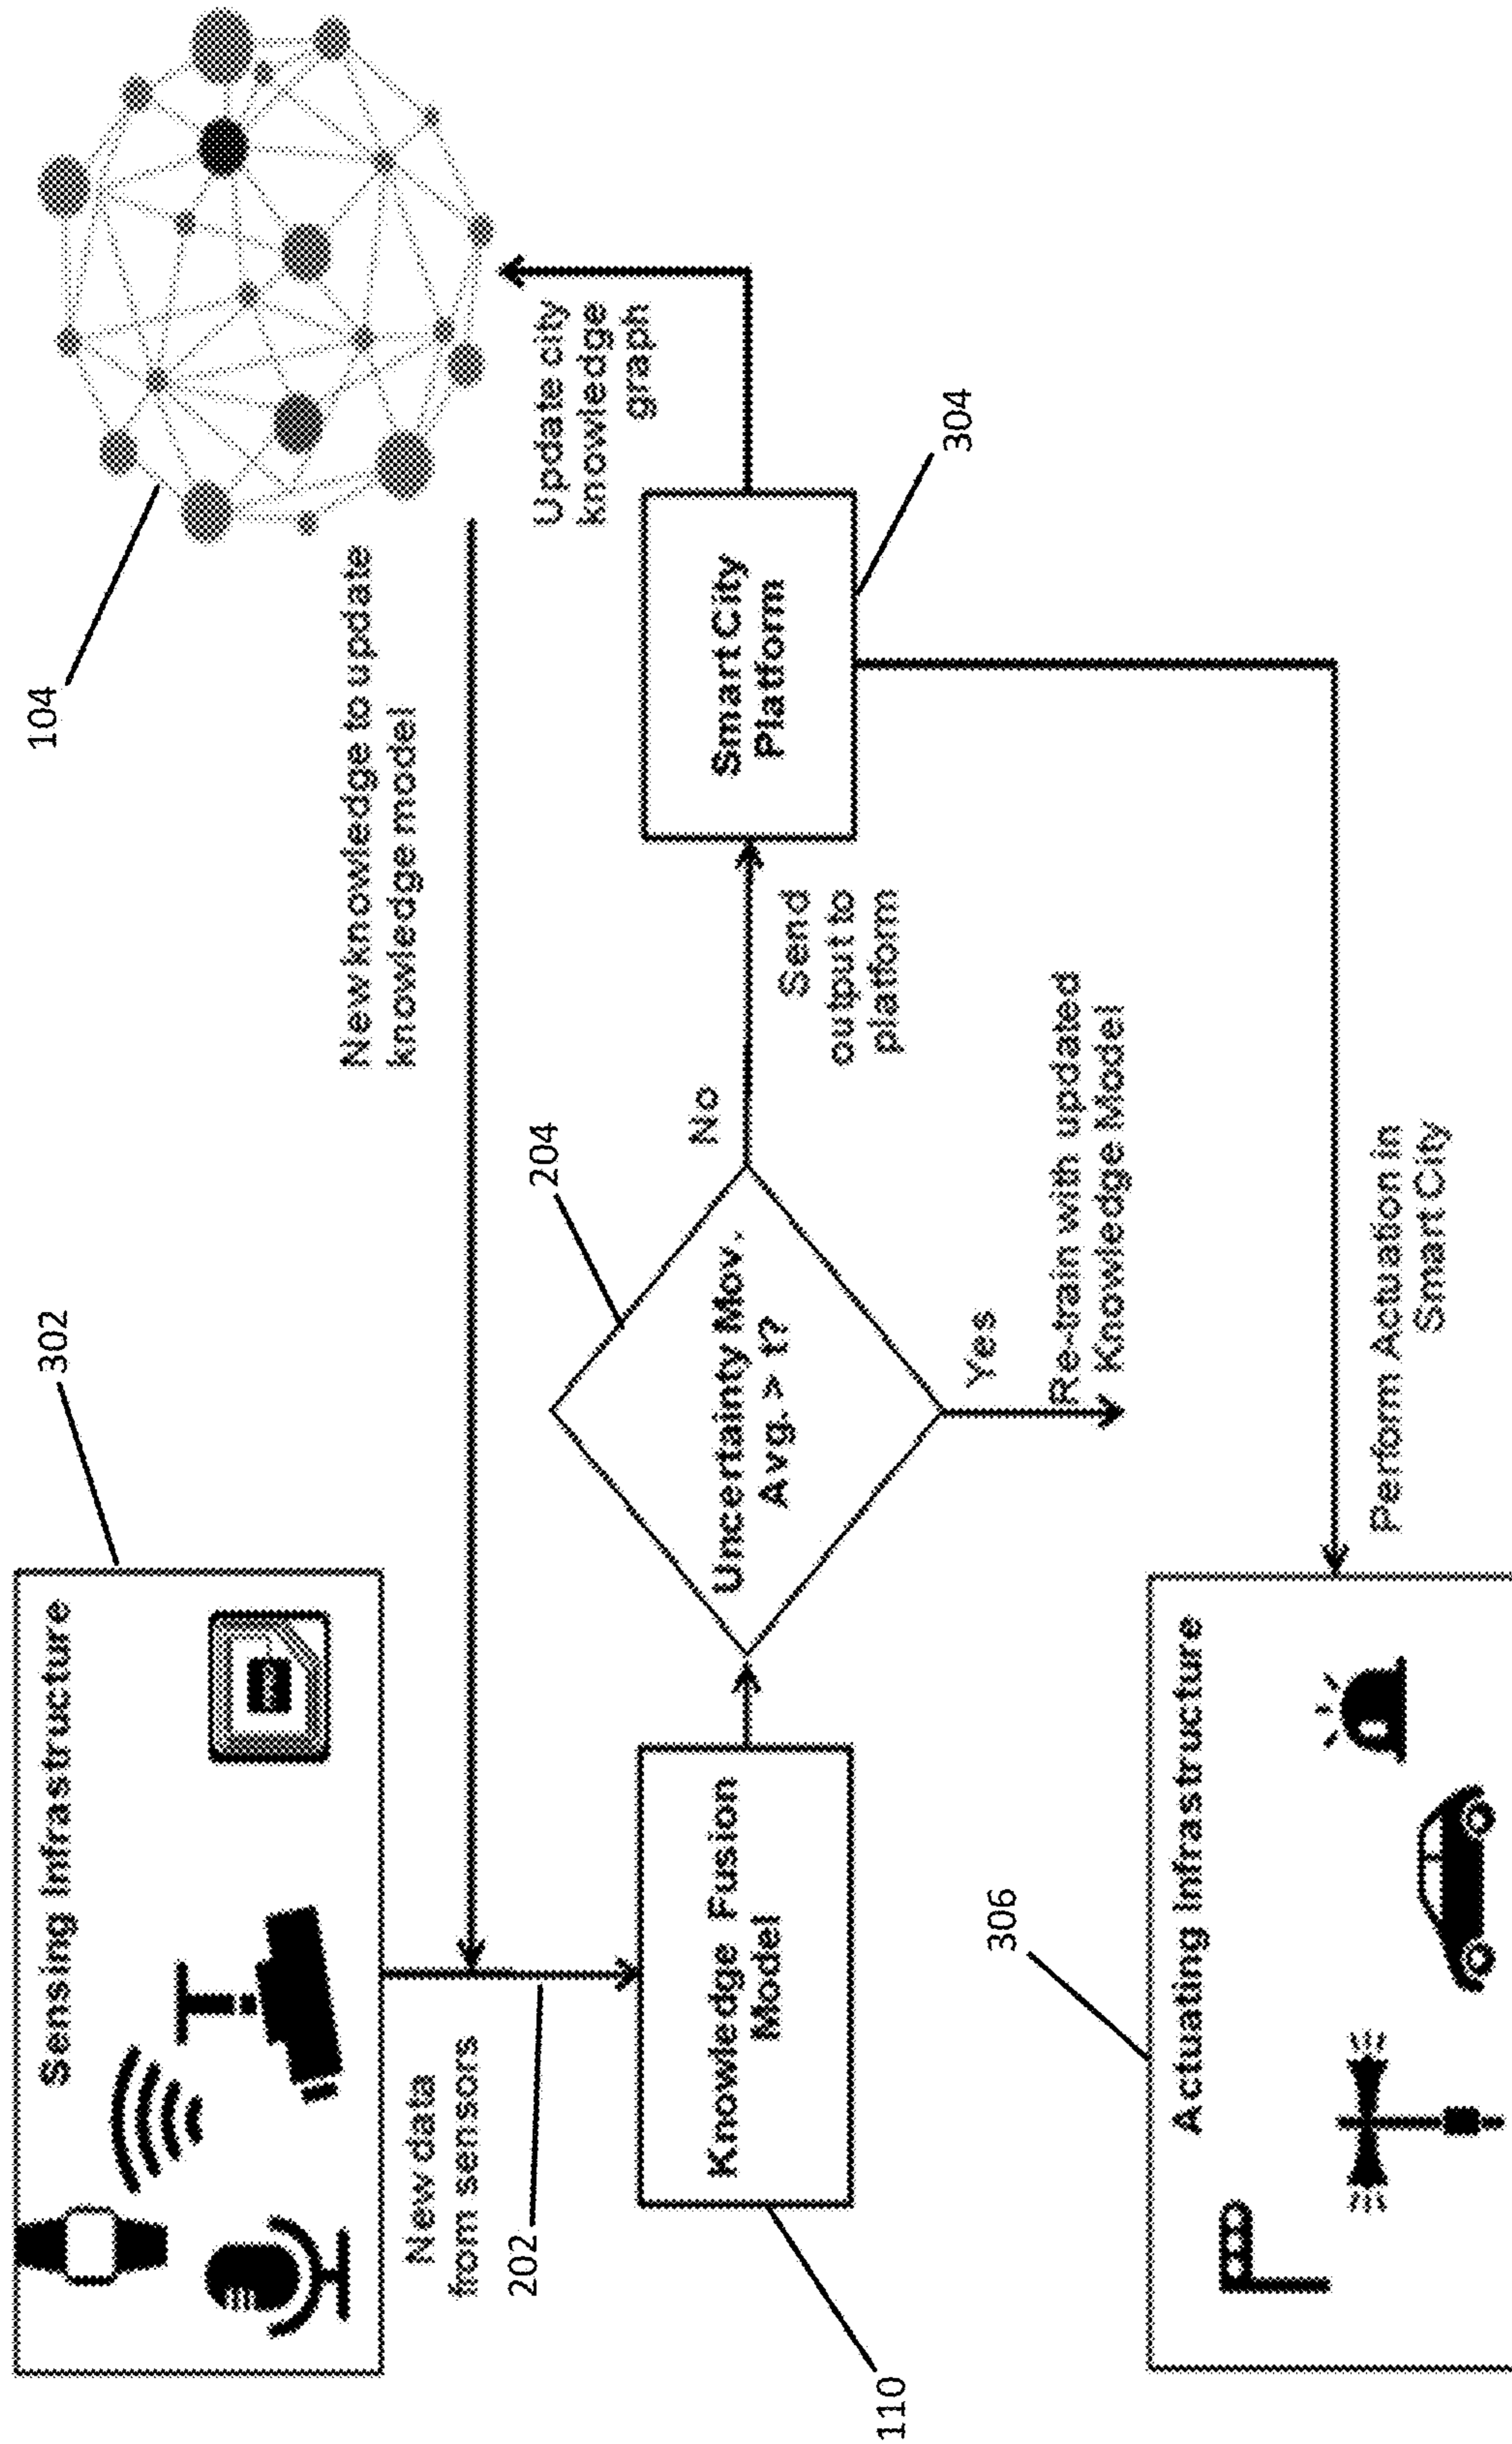 302
Sensing Infrastructure
104
New knowledge to update
knowledge model
New data
from sensors
202
204
Update city
knowledge
graph
Knowledge Fusion
Model
110
Uncertainty Mov.
Avg. > t?
No
Send
output to
platform
Smart City
Platform
304
Yes
Re-train with updated
Knowledge Model
306
Actuating Infrastructure
Perform Actuation in
Smart City